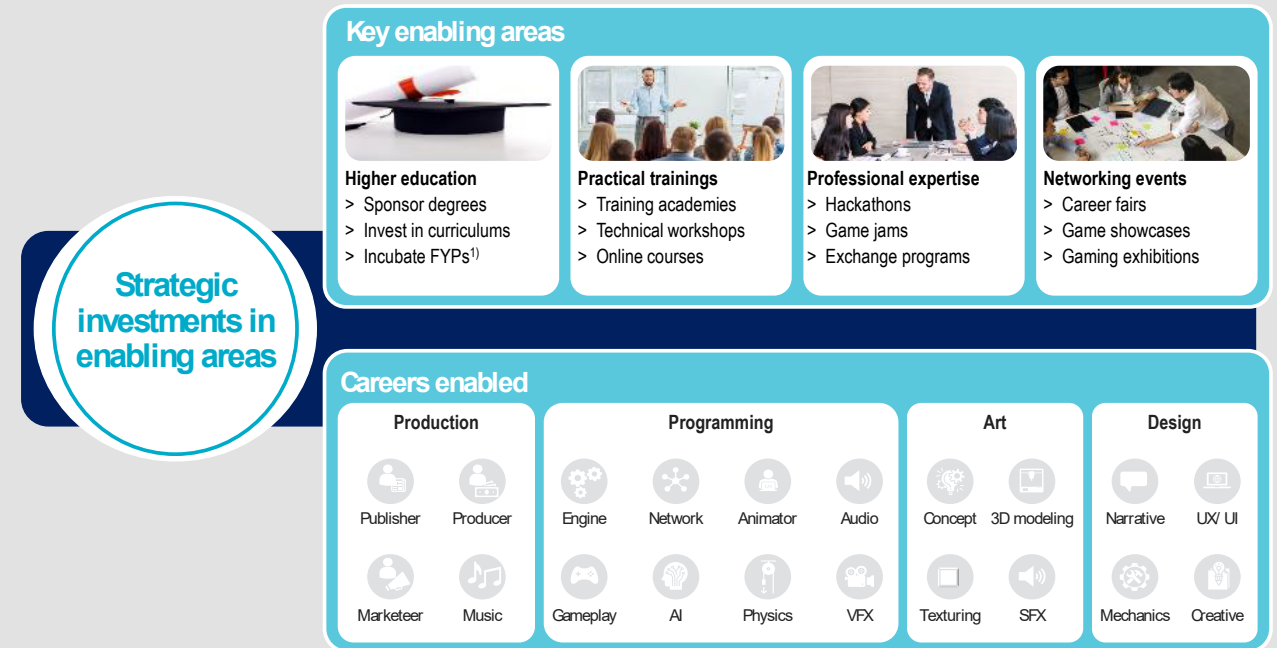 Key enabling areas
Higher education
> Sponsor degrees
> Invest in curriculums
> Incubate FYPs1)
Practical trainings
> Training academies
> Technical workshops
> Online courses
Professional expertise
> Hackathons
> Game jams
> Exchange programs
Networking events
> Career fairs
> Game showcases
> Gaming exhibitions
Strategic
investments in
enabling areas
Careers enabled
Production
Publisher Producer
Marketeer Music
Programming
Engine Network Animator Audio
Gameplay AI Physics VFX
Art
Concept 3D modeling
Texturing SFX
Design
Narrative UX/ UI
Mechanics Creative